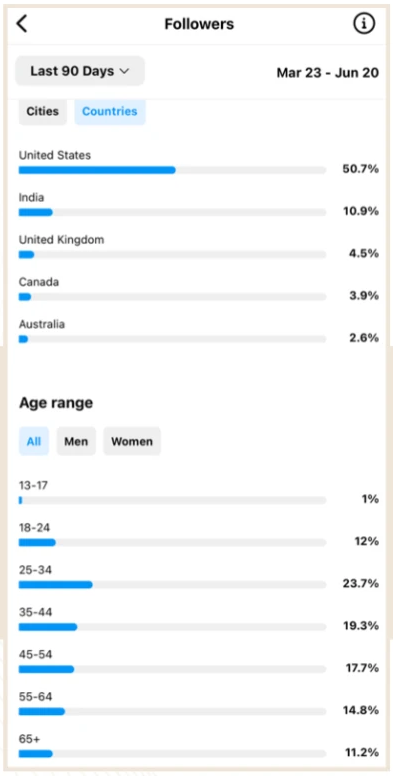 Followers
Last 90 Days
Mar 23 - Jun 20
Cities
Countries
United States
50.7%
India
10.9%
United Kingdom
4.5%
Canada
3.9%
Australia
2.6%
Age range
All
Men
Women
13-17
1%
18-24
12%
25-34
23.7%
35-44
19.3%
45-54
17.7%
55-64
14.8%
65+
11.2%